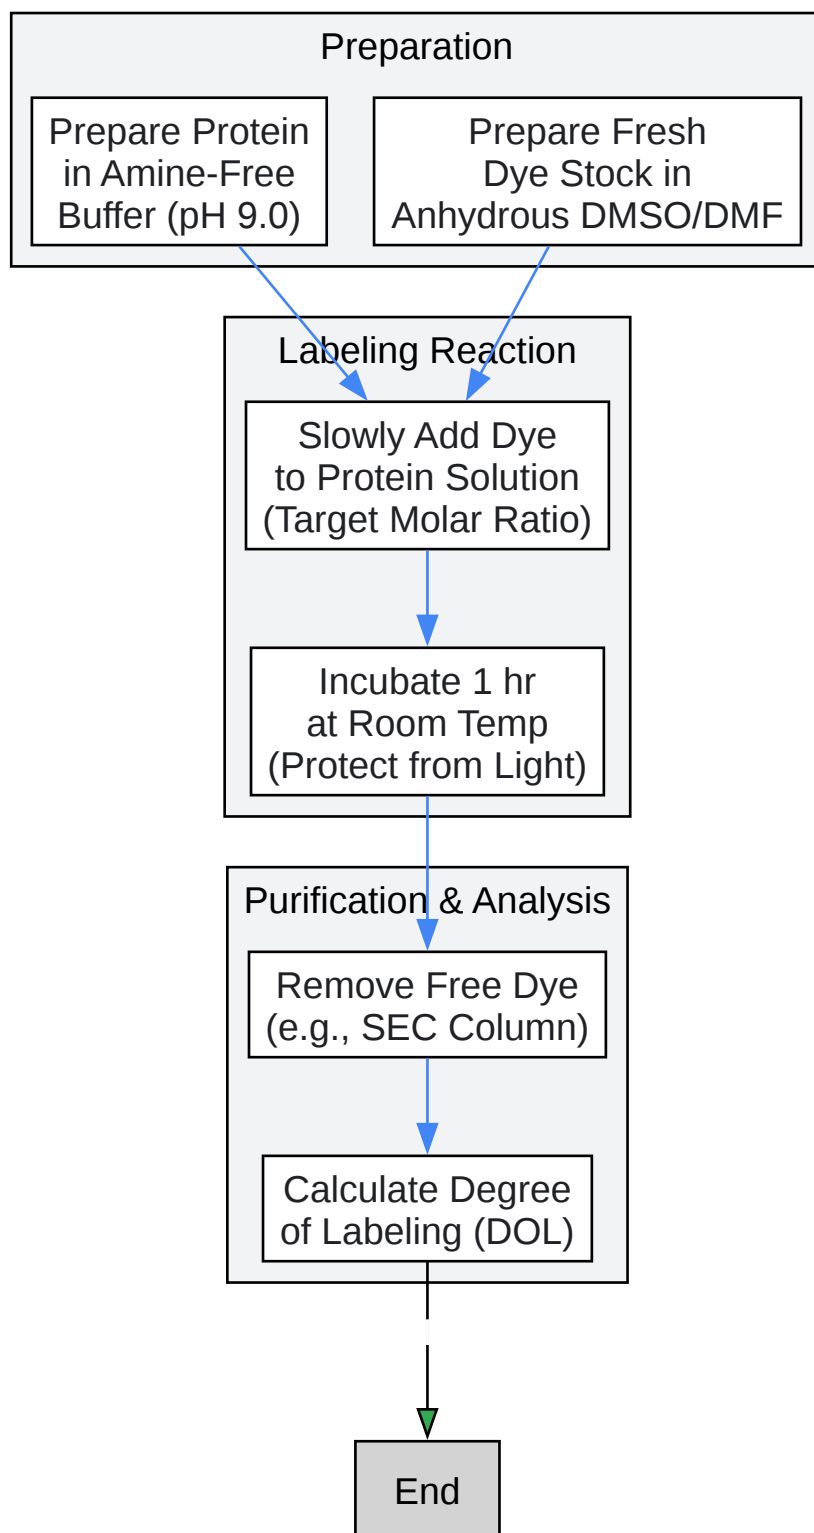 Preparation
Prepare Protein
in Amine-Free
Buffer (pH 9.0)
Prepare Fresh
Dye Stock in
Anhydrous DMSO/DMF
Labeling Reaction
Slowly Add Dye
to Protein Solution
(Target Molar Ratio)
Incubate 1 hr
at Room Temp
(Protect from Light)
Purification & Analysis
Remove Free Dye
(e.g., SEC Column)
Calculate Degree
of Labeling (DOL)
End